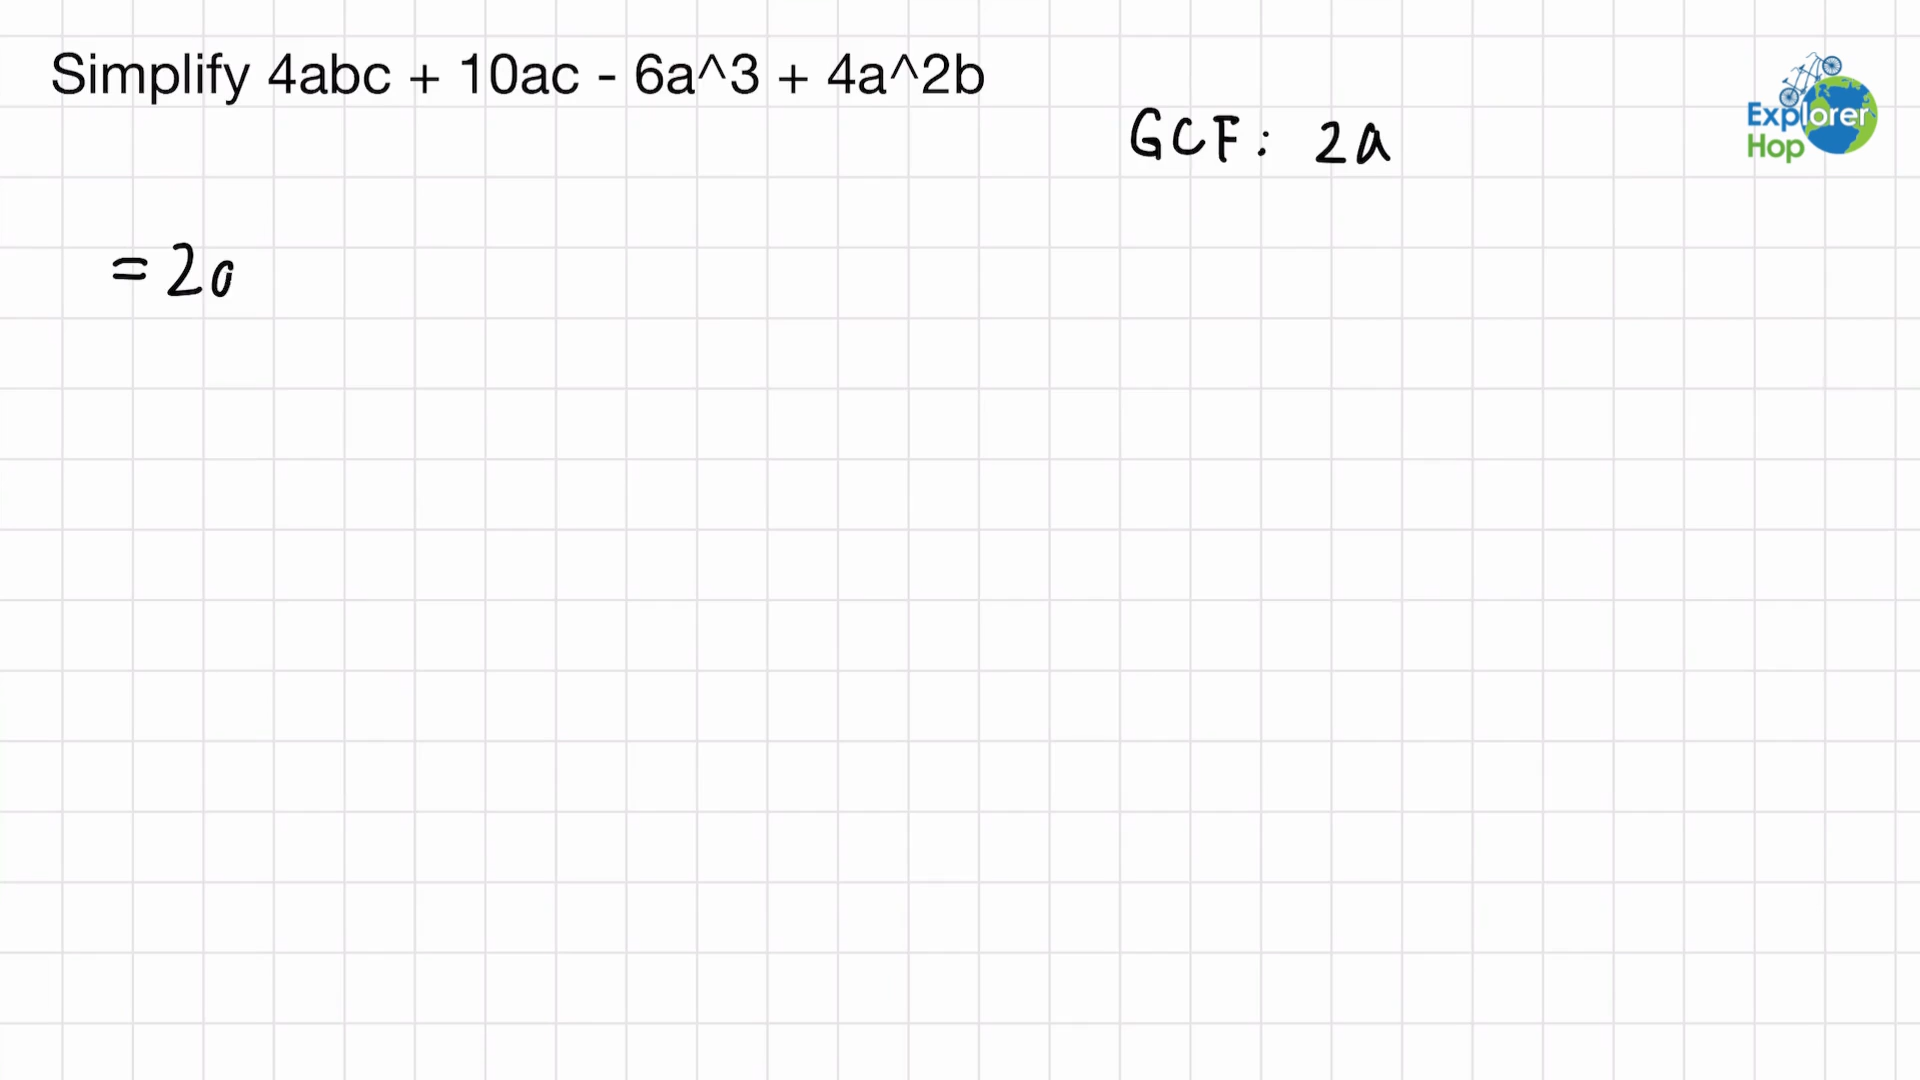 Simplify 4abc + 10ac - 6a^3 + 4a^2b
GCF: 2a
Explorer
Hop
= 2a